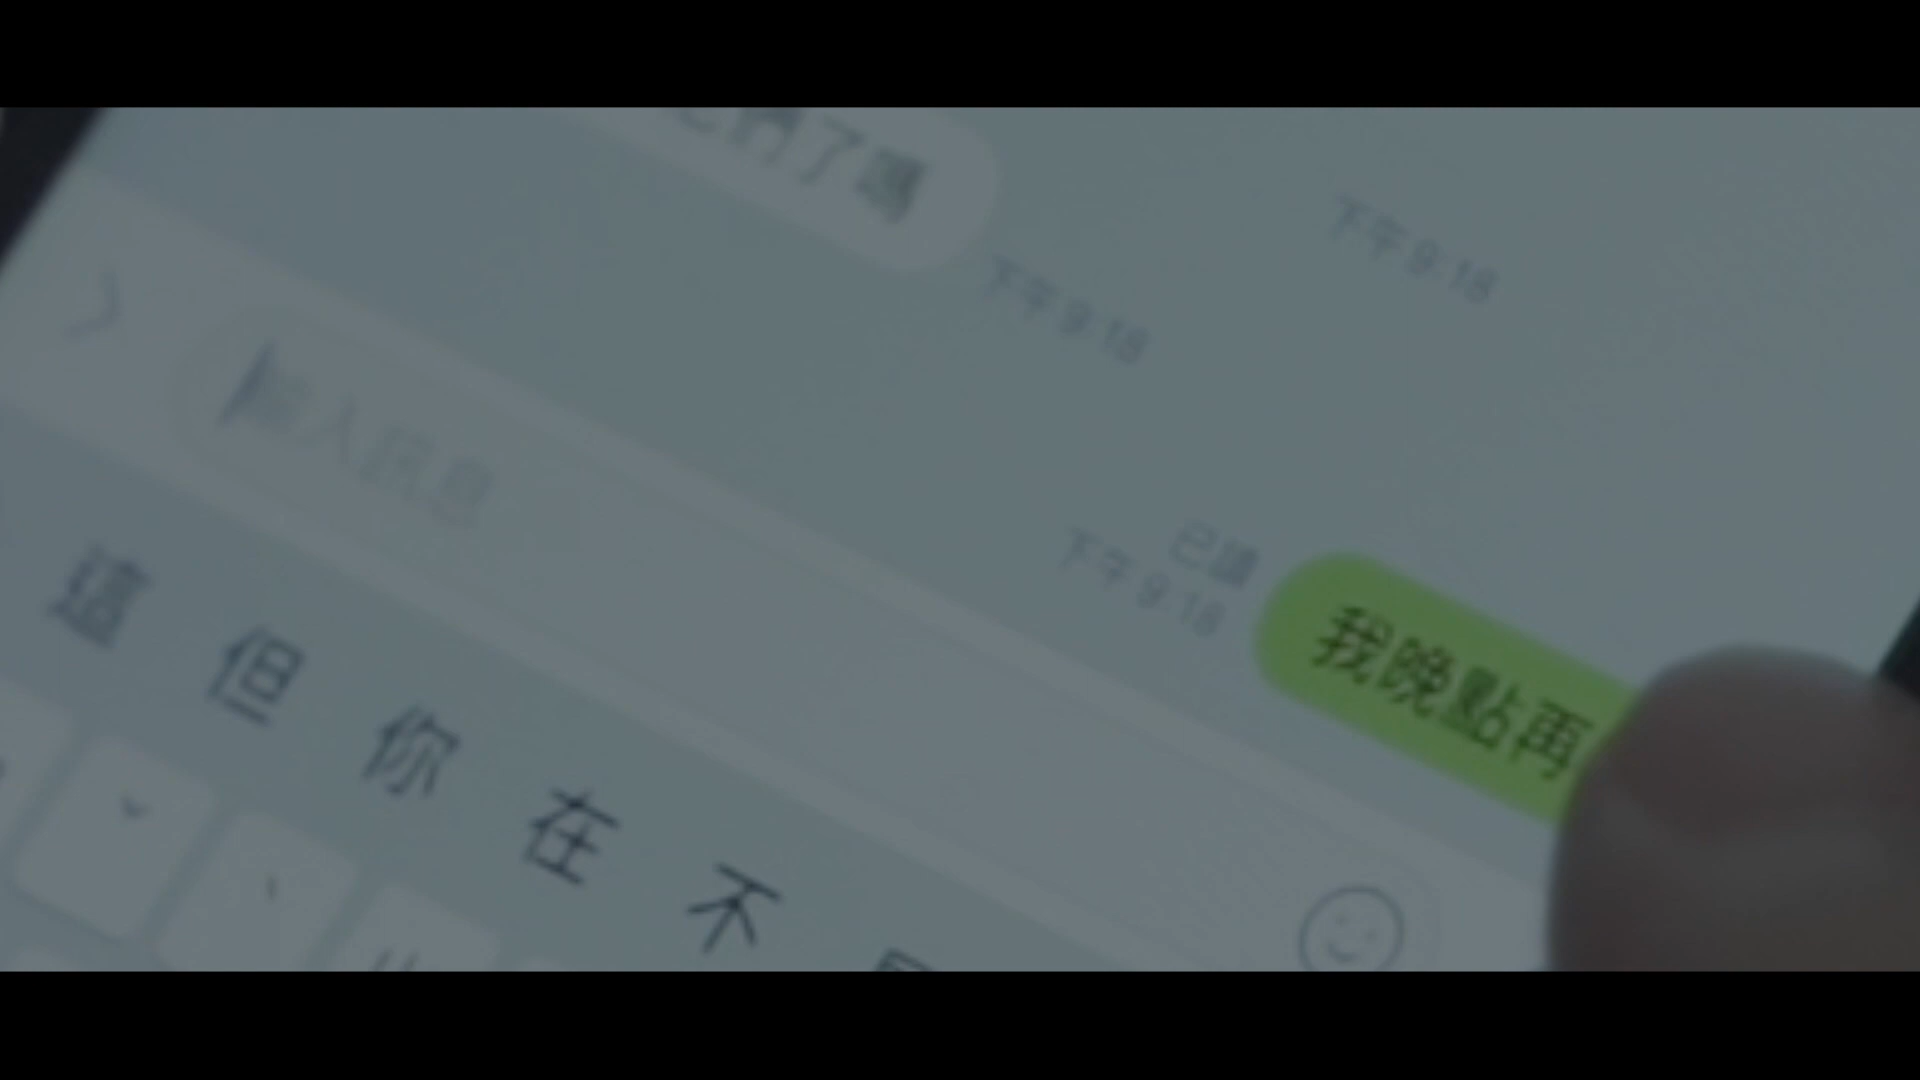 們了嗎
下午 9:18
下午 9:18
已讀
下午 9:18
我晚點再
輸入訊息
這 但 你 在 不
ˇ ˋ